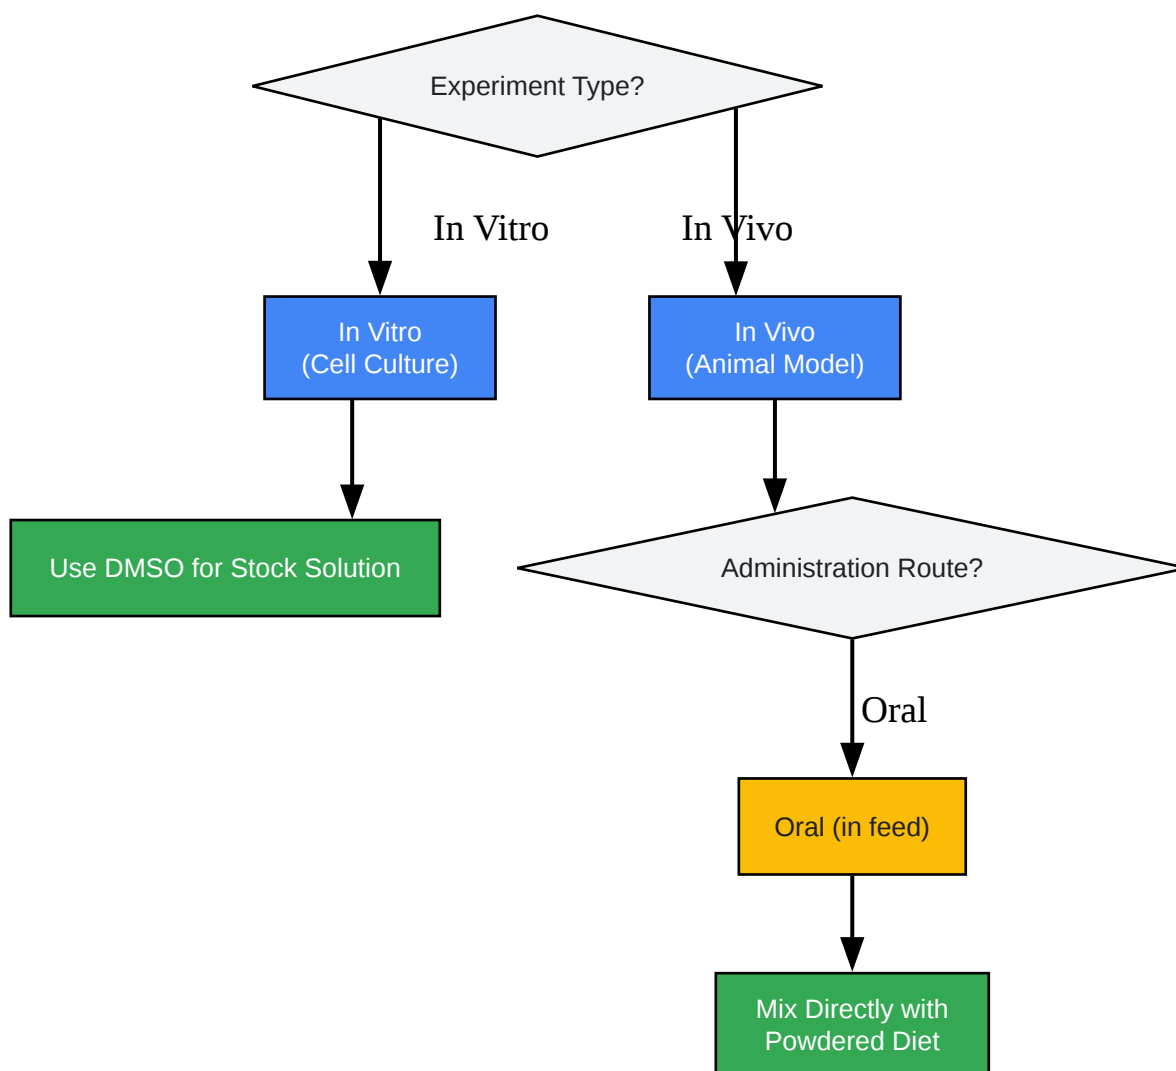 Experiment Type?
In Vitro
In Vivo
In Vitro
(Cell Culture)
In Vivo
(Animal Model)
Use DMSO for Stock Solution
Administration Route?
Oral
Oral (in feed)
Mix Directly with
Powdered Diet